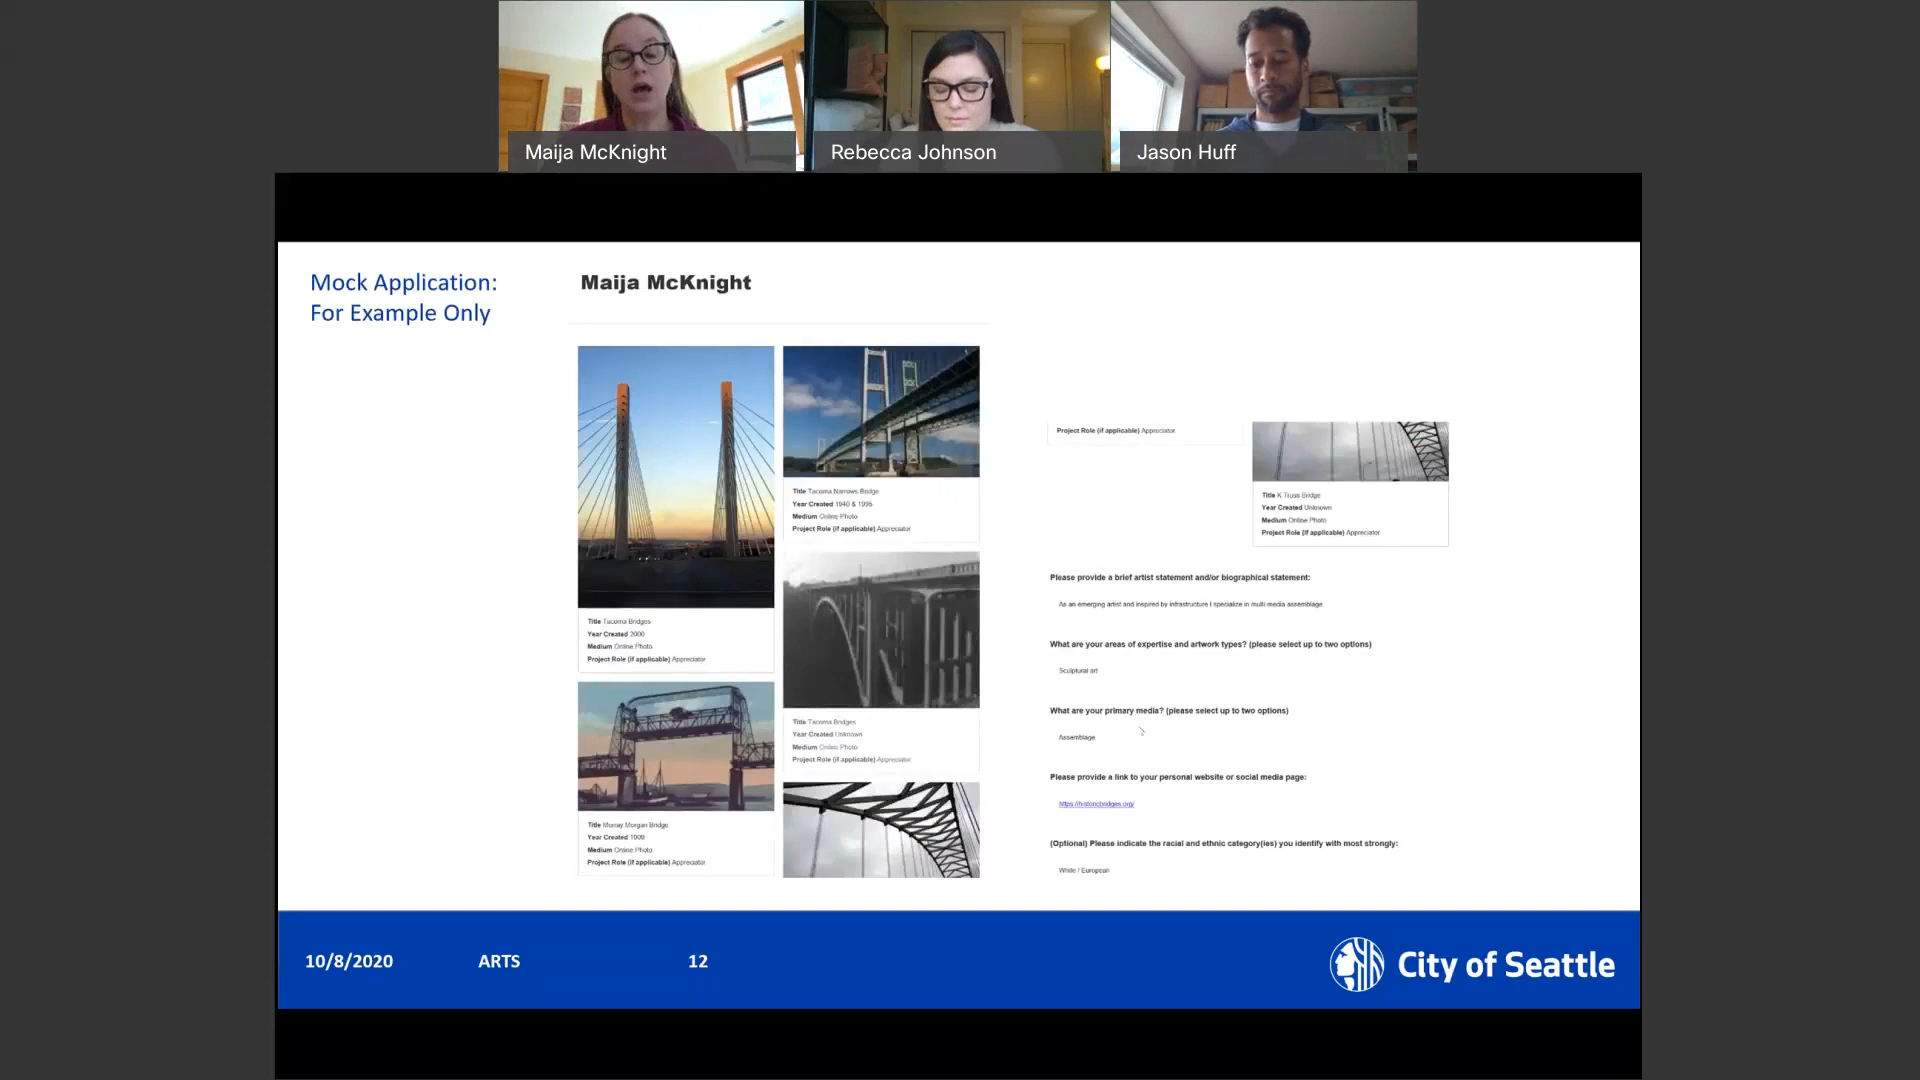 Maija McKnight
Rebecca Johnson
Jason Huff
Mock Application:
For Example Only
Maija McKnight
Title Tacoma Bridges
Year Created 2000
Medium Online Photo
Project Role (if applicable) Appreciator
Title Murray Morgan Bridge
Year Created 1909
Medium Online Photo
Project Role (if applicable) Appreciator
Title Tacoma Narrows Bridge
Year Created 1940 & 1995
Medium Online Photo
Project Role (if applicable) Appreciator
Title Tacoma Bridges
Year Created Unknown
Medium Online Photo
Project Role (if applicable) Appreciator
Project Role (if applicable) Appreciator
Title K Truss Bridge
Year Created Unknown
Medium Online Photo
Project Role (if applicable) Appreciator
Please provide a brief artist statement and/or biographical statement:
As an emerging artist and inspired by infrastructure I specialize in multi media assemblage
What are your areas of expertise and artwork types? (please select up to two options)
Sculptural art
What are your primary media? (please select up to two options)
Assemblage
Please provide a link to your personal website or social media page:
https://historicbridges.org/
(Optional) Please indicate the racial and ethnic category(ies) you identify with most strongly:
White / European
10/8/2020
ARTS
12
City of Seattle